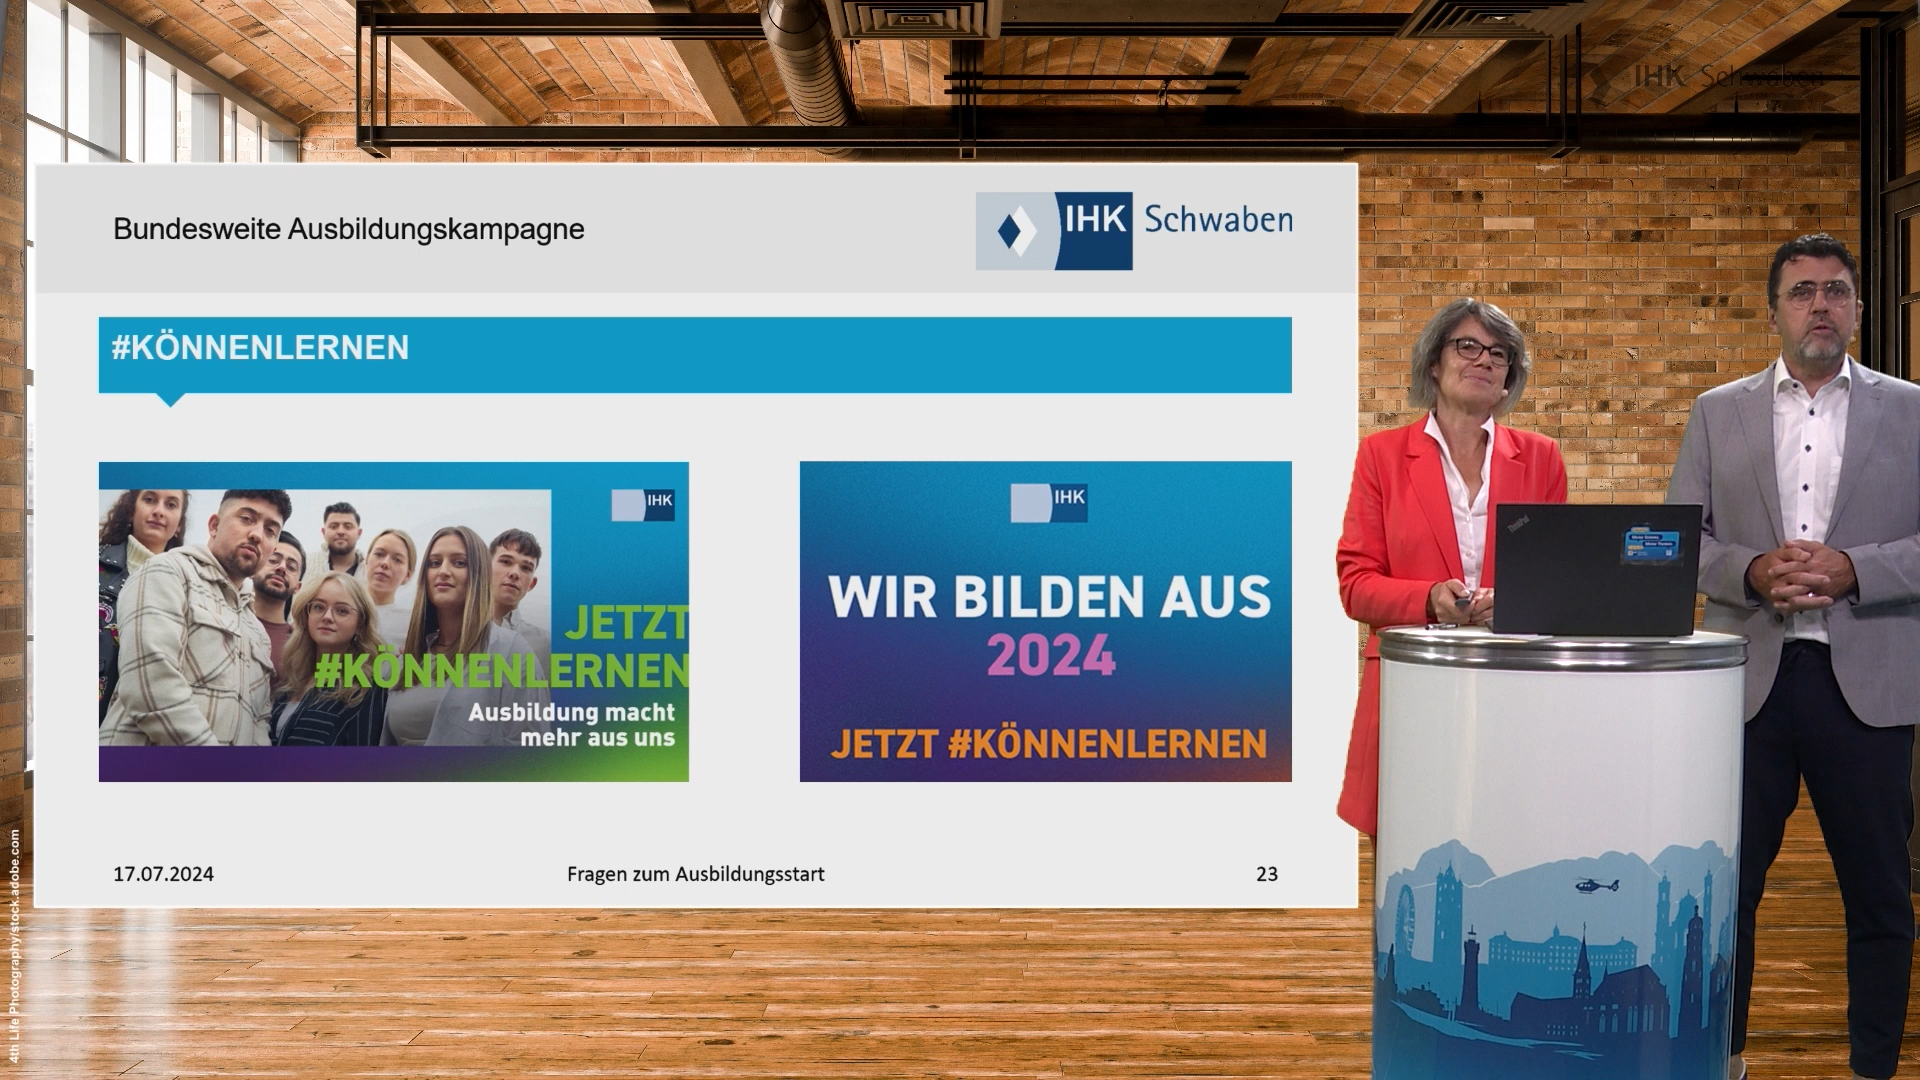 IHK Schwaben
Bundesweite Ausbildungskampagne
IHK Schwaben
#KÖNNENLERNEN
IHK
JETZT
#KÖNNENLERNEN
Ausbildung macht
mehr aus uns
IHK
WIR BILDEN AUS
2024
JETZT #KÖNNENLERNEN
17.07.2024
Fragen zum Ausbildungsstart
23
ThinkPad
4th Life Photography/stock.adobe.com